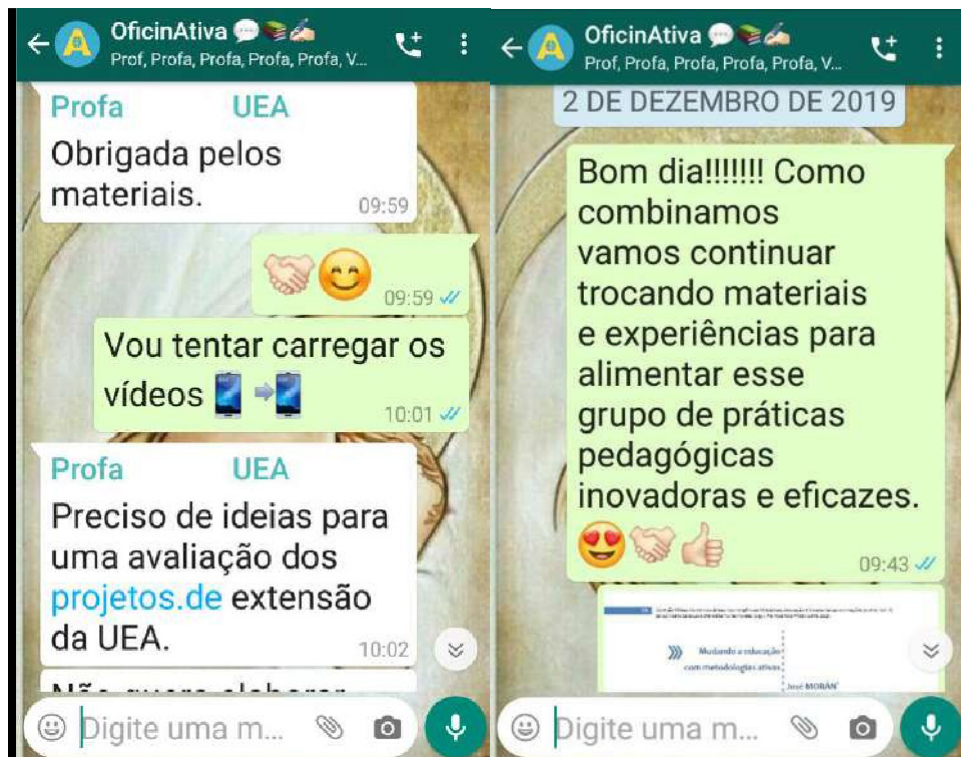 OficinAtiva 💬📚✍🏻
Prof, Profa, Profa, Profa, Profa, V...
Profa UEA
Obrigada pelos
materiais.
09:59
🤝🏻😊
09:59
Vou tentar carregar os
vídeos 📱➡📱
10:01
Profa UEA
Preciso de ideias para
uma avaliação dos
projetos.de extensão
da UEA.
10:02
Não quero elaborar
Digite uma m...
OficinAtiva 💬📚✍🏻
Prof, Profa, Profa, Profa, Profa, V...
2 DE DEZEMBRO DE 2019
Bom dia!!!!!!! Como
combinamos
vamos continuar
trocando materiais
e experiências para
alimentar esse
grupo de práticas
pedagógicas
inovadoras e eficazes.
😍🤝🏻👍🏻
09:43
Mudando a educação
com metodologias ativas
José MORÁN
Digite uma m...